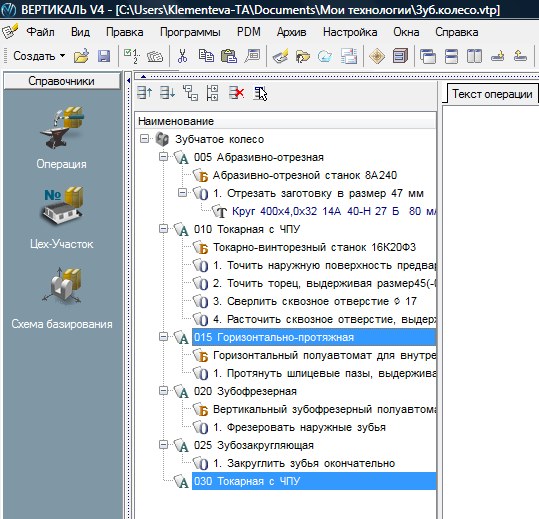 ВЕРТИКАЛЬ V4 - [C:\Users\Klementeva-TA\Documents\Мои технологии\Зуб.колесо.vtp]
Файл Вид Правка Программы PDM Архив Настройка Окна Справка
Создать
Справочники
Операция
Цех-Участок
Схема базирования
Текст операции
Наименование
Зубчатое колесо
005 Абразивно-отрезная
Абразивно-отрезной станок 8А240
1. Отрезать заготовку в размер 47 мм
Круг 400x4,0x32 14А 40-Н 27 Б 80 м/
010 Токарная с ЧПУ
Токарно-винторезный станок 16К20Ф3
1. Точить наружную поверхность предвар
2. Точить торец, выдерживая размер45(-0
3. Сверлить сквозное отверстие ϕ 17
4. Расточить сквозное отверстие, выдерж
015 Горизонтально-протяжная
Горизонтальный полуавтомат для внутре
1. Протянуть шлицевые пазы, выдержива
020 Зубофрезерная
Вертикальный зубофрезерный полуавтома
1. Фрезеровать наружные зубья
025 Зубозакругляющая
1. Закруглить зубья окончательно
030 Токарная с ЧПУ